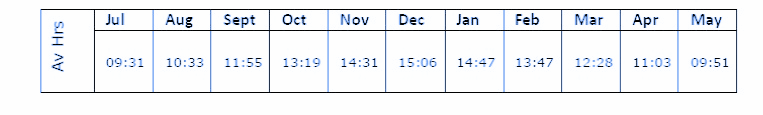 Av Hrs
Jul Aug Sept Oct Nov Dec Jan Feb Mar Apr May
09:31 10:33 11:55 13:19 14:31 15:06 14:47 13:47 12:28 11:03 09:51